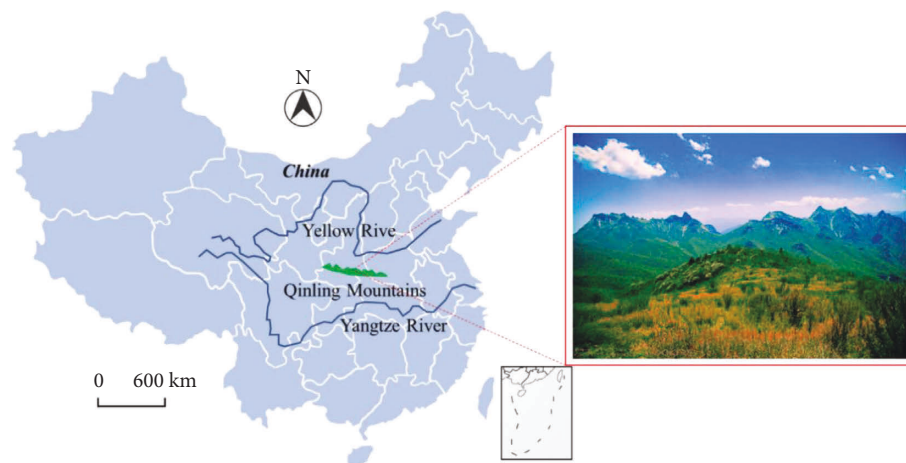 N
China
Yellow Rive
Qinling Mountains
Yangtze River
0 600 km